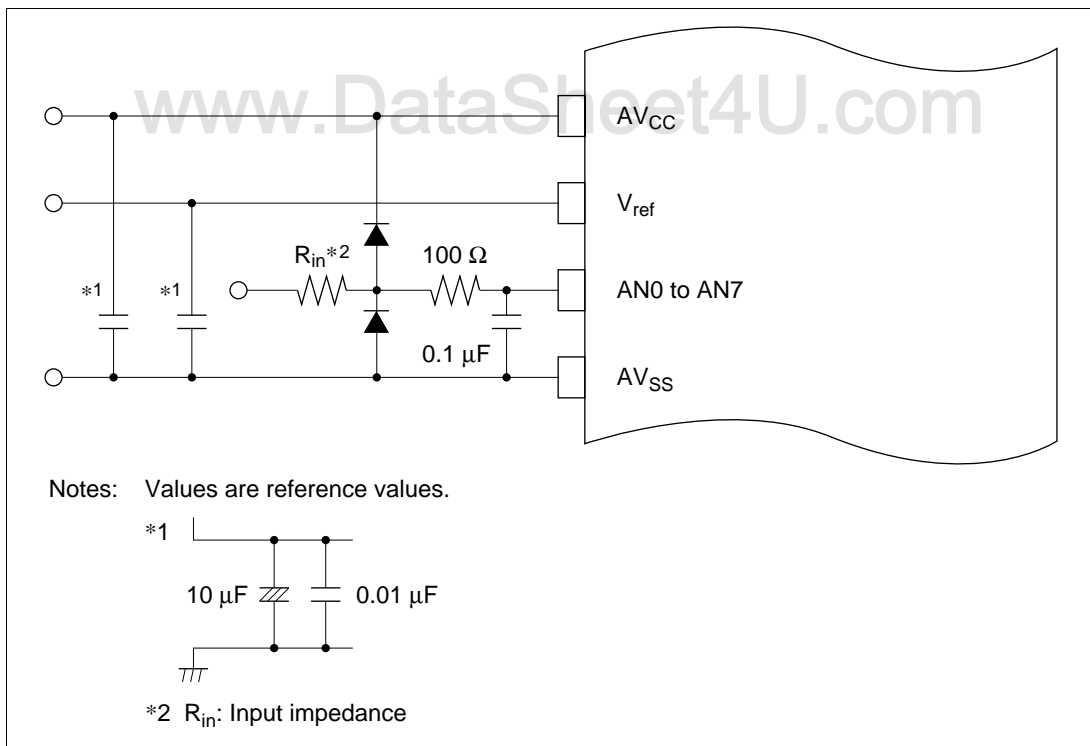 www.DataSheet4U.com
AVCC
Vref
Rin*2
100 Ω
*1
*1
AN0 to AN7
0.1 μF
AVSS
Notes: Values are reference values.
*1
10 μF
0.01 μF
*2 Rin: Input impedance